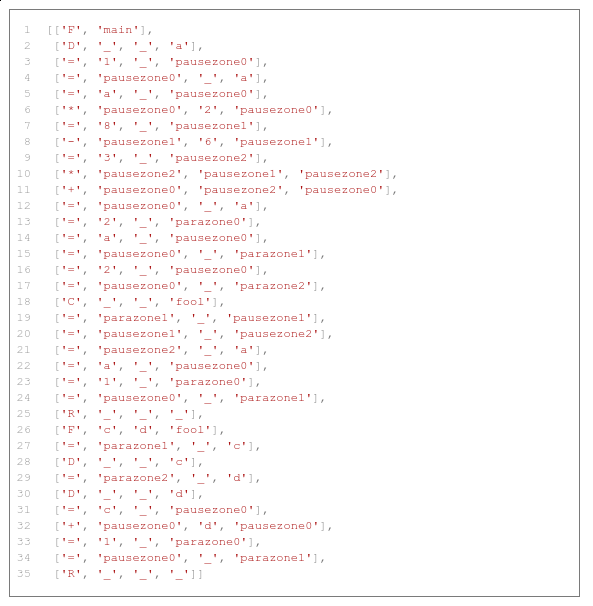 1 [['F', 'main'],
2 ['D', '_', '_', 'a'],
3 ['=', '1', '_', 'pausezone0'],
4 ['=', 'pausezone0', '_', 'a'],
5 ['=', 'a', '_', 'pausezone0'],
6 ['*', 'pausezone0', '2', 'pausezone0'],
7 ['=', '8', '_', 'pausezone1'],
8 ['-', 'pausezone1', '6', 'pausezone1'],
9 ['=', '3', '_', 'pausezone2'],
10 ['*', 'pausezone2', 'pausezone1', 'pausezone2'],
11 ['+', 'pausezone0', 'pausezone2', 'pausezone0'],
12 ['=', 'pausezone0', '_', 'a'],
13 ['=', '2', '_', 'parazone0'],
14 ['=', 'a', '_', 'pausezone0'],
15 ['=', 'pausezone0', '_', 'parazone1'],
16 ['=', '2', '_', 'pausezone0'],
17 ['=', 'pausezone0', '_', 'parazone2'],
18 ['C', '_', '_', 'foo1'],
19 ['=', 'parazone1', '_', 'pausezone1'],
20 ['=', 'pausezone1', '_', 'pausezone2'],
21 ['=', 'pausezone2', '_', 'a'],
22 ['=', 'a', '_', 'pausezone0'],
23 ['=', '1', '_', 'parazone0'],
24 ['=', 'pausezone0', '_', 'parazone1'],
25 ['R', '_', '_', '_'],
26 ['F', 'c', 'd', 'foo1'],
27 ['=', 'parazone1', '_', 'c'],
28 ['D', '_', '_', 'c'],
29 ['=', 'parazone2', '_', 'd'],
30 ['D', '_', '_', 'd'],
31 ['=', 'c', '_', 'pausezone0'],
32 ['+', 'pausezone0', 'd', 'pausezone0'],
33 ['=', '1', '_', 'parazone0'],
34 ['=', 'pausezone0', '_', 'parazone1'],
35 ['R', '_', '_', '_']]